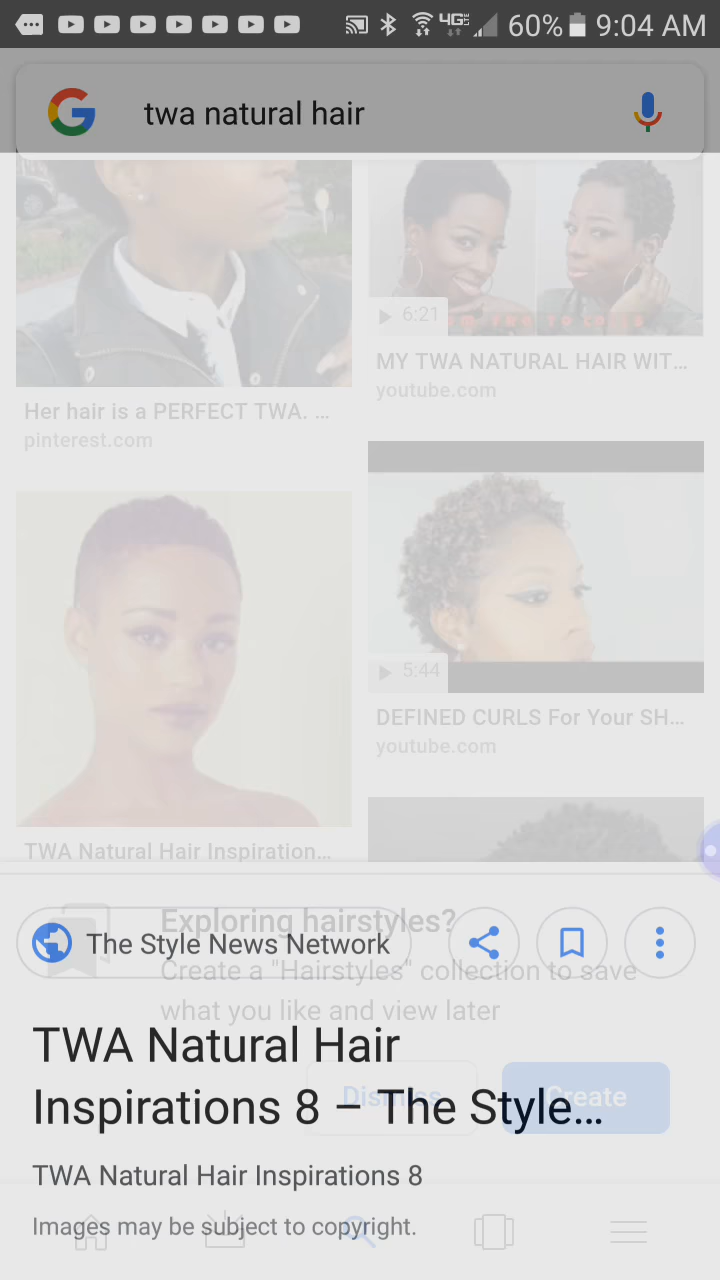 4G LTE 60% 9:04 AM
twa natural hair
6:21
MY TWA NATURAL HAIR WIT...
youtube.com
Her hair is a PERFECT TWA. ...
pinterest.com
5:44
DEFINED CURLS For Your SH...
youtube.com
TWA Natural Hair Inspiration...
Exploring hairstyles?
The Style News Network
Create a "Hairstyles" collection to save
what you like and view later
TWA Natural Hair
Inspirations 8 – The Style...
Dismiss
Create
TWA Natural Hair Inspirations 8
Images may be subject to copyright.